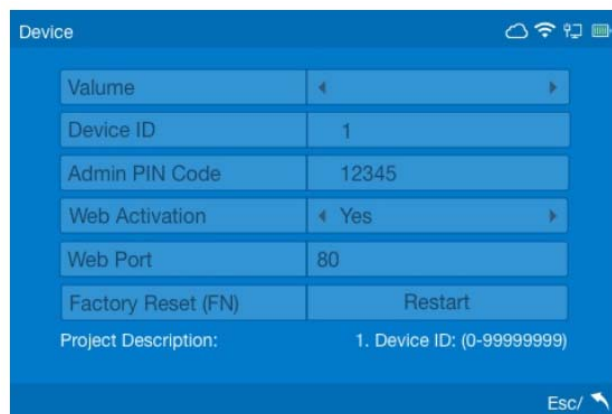 Device
Valume
Device ID 1
Admin PIN Code 12345
Web Activation Yes
Web Port 80
Factory Reset (FN) Restart
Project Description: 1. Device ID: (0-99999999)
Esc/